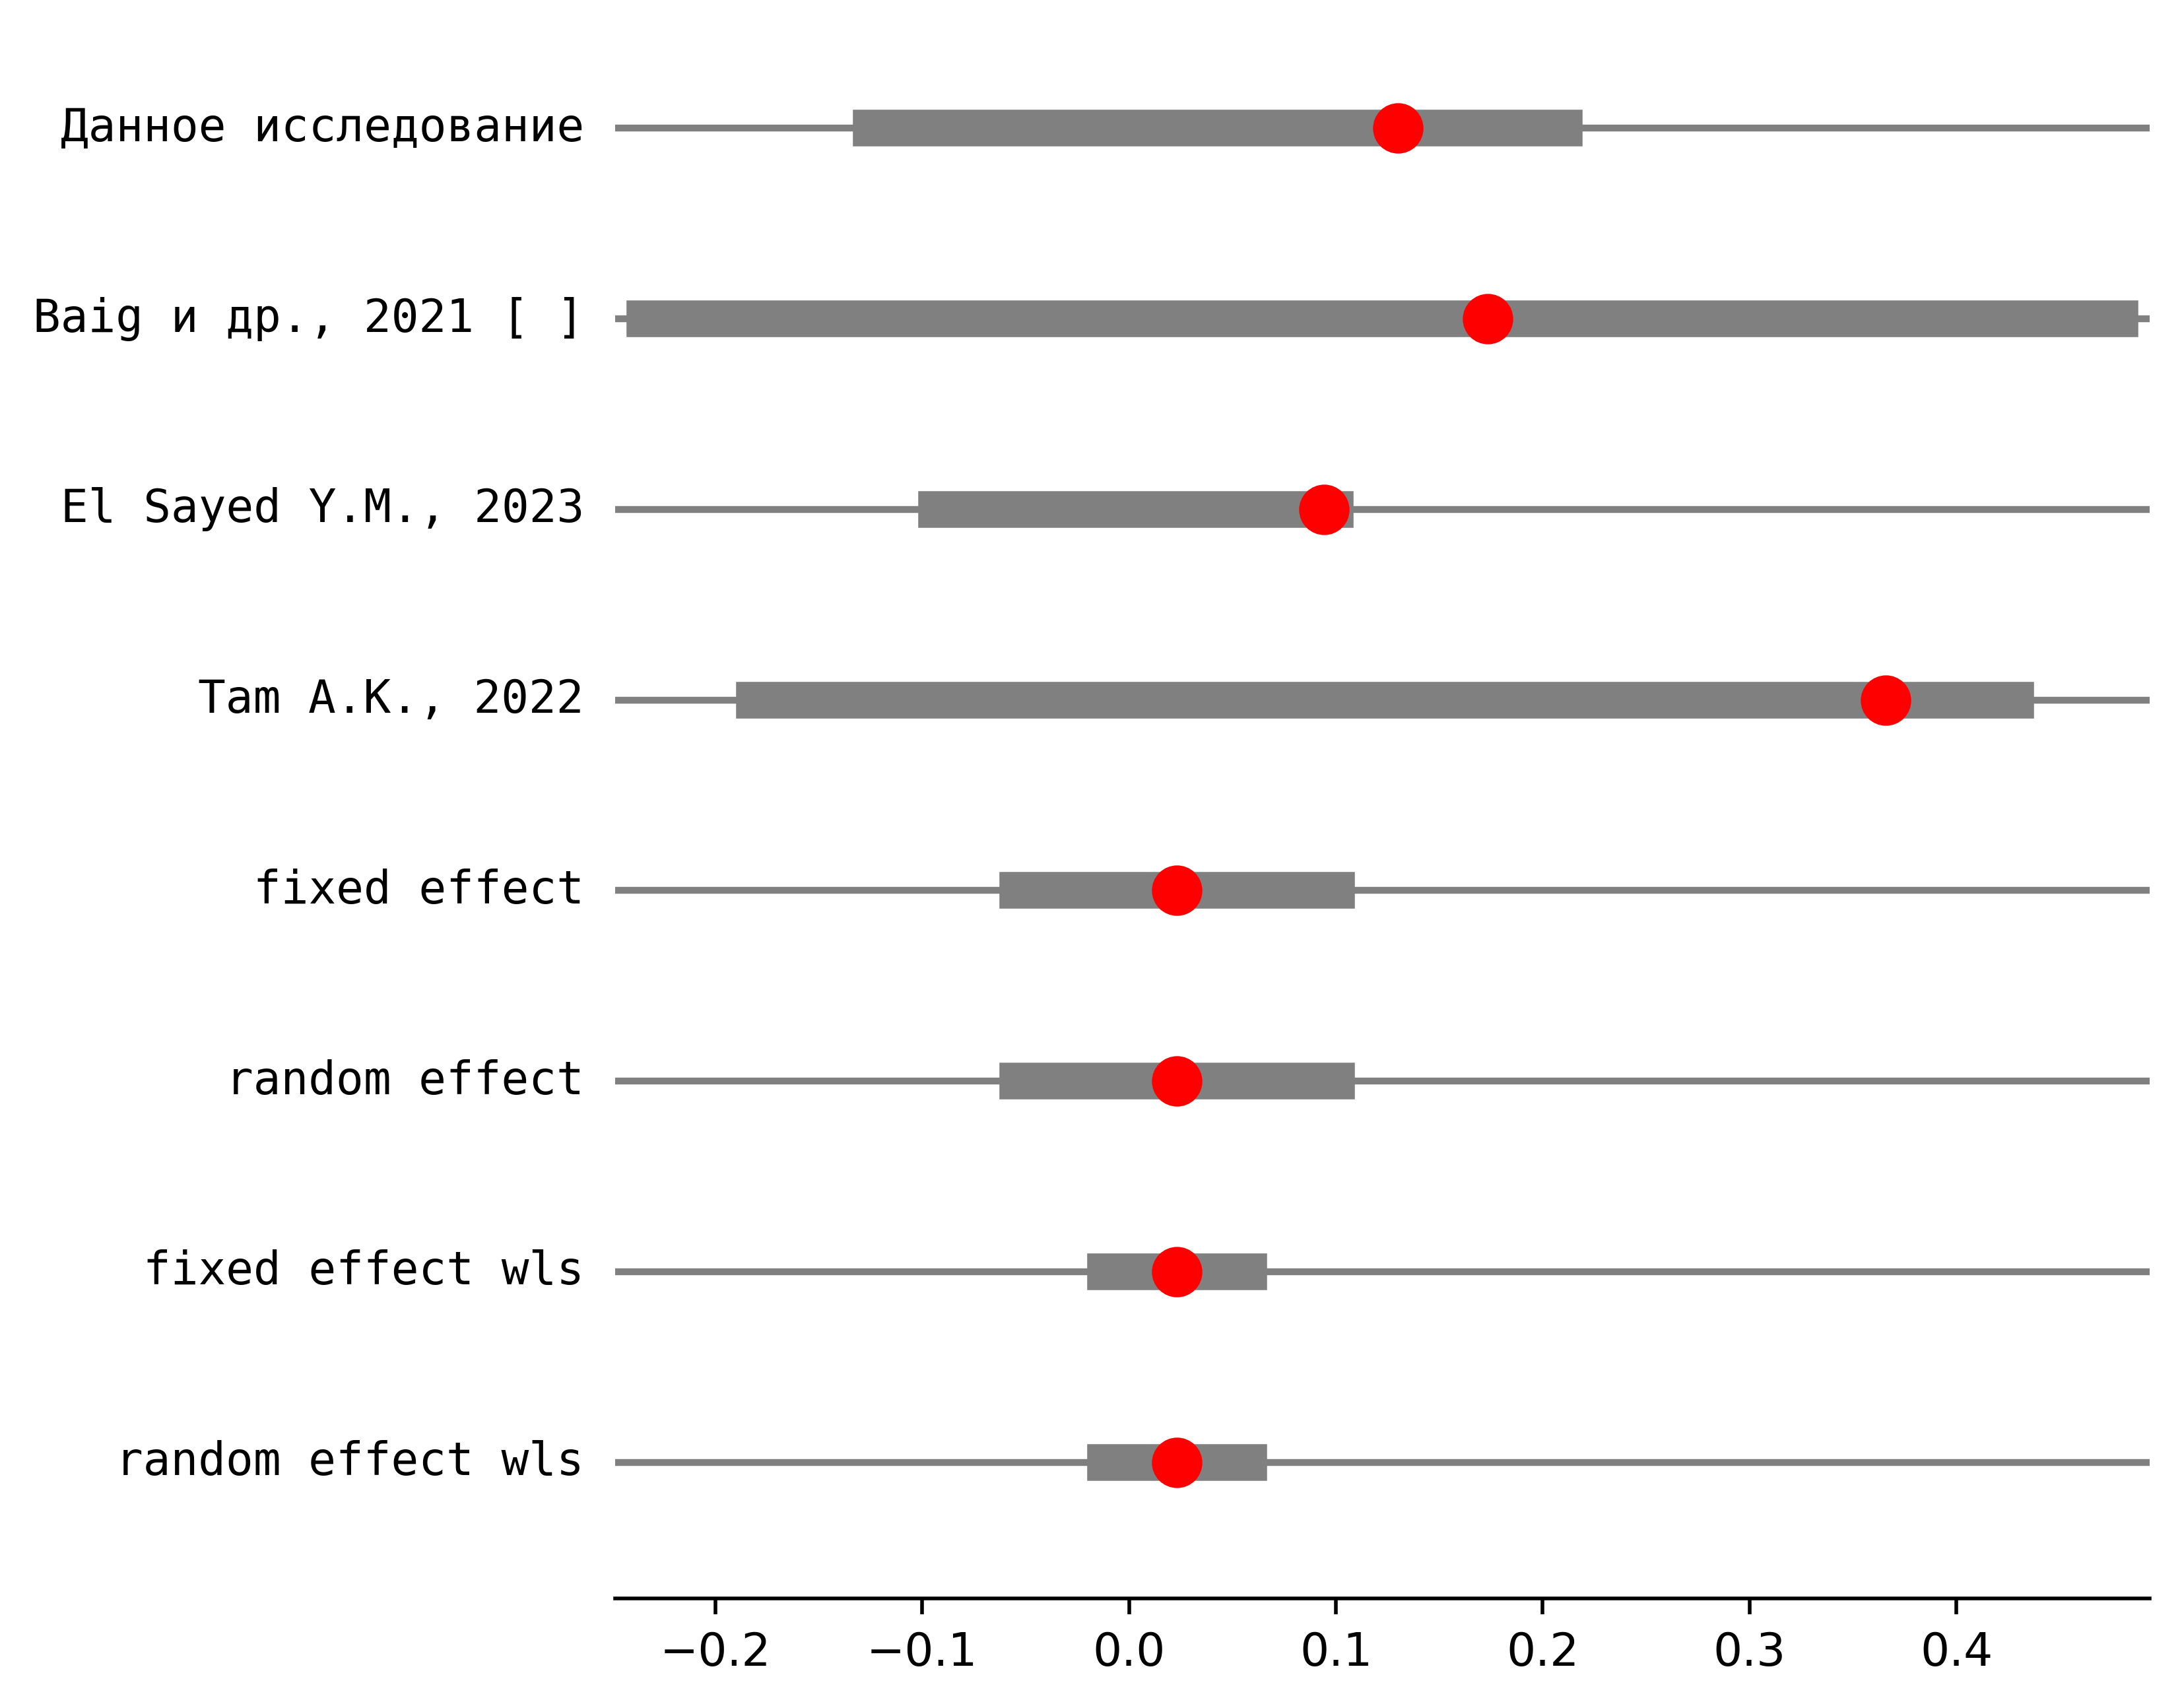 Данное исследование
Baig и др., 2021 [ ]
El Sayed Y.M., 2023
Tam A.K., 2022
fixed effect
random effect
fixed effect wls
random effect wls
−0.2 −0.1 0.0 0.1 0.2 0.3 0.4